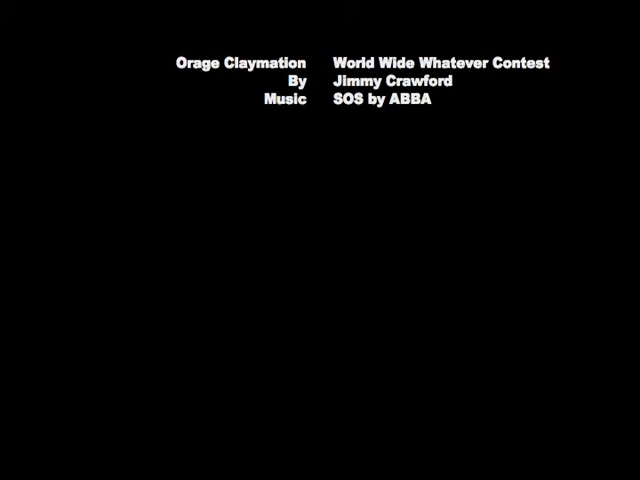 Orage Claymation World Wide Whatever Contest
By Jimmy Crawford
Music SOS by ABBA